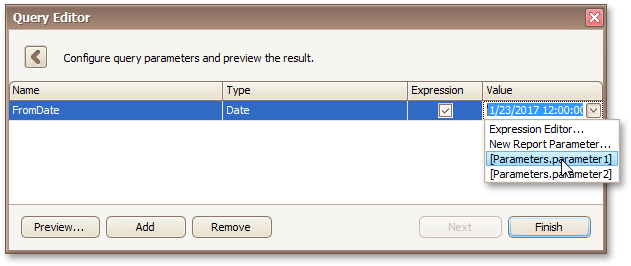 Query Editor
Configure query parameters and preview the result.
Name Type Expression Value
FromDate Date 1/23/2017 12:00:00
Expression Editor...
New Report Parameter...
[Parameters.parameter1]
[Parameters.parameter2]
Preview... Add Remove Next Finish